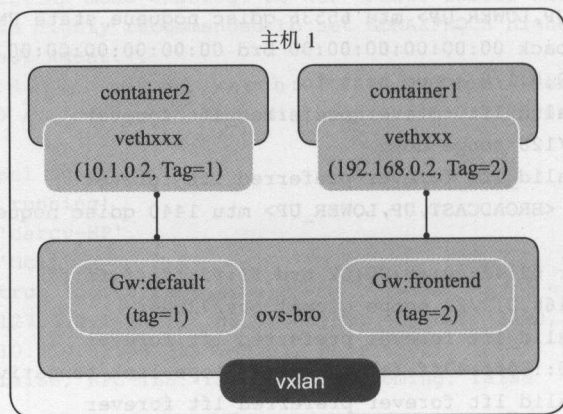 主机 1
container2
container1
vethxxx
(10.1.0.2, Tag=1)
vethxxx
(192.168.0.2, Tag=2)
Gw:default
(tag=1)
ovs-bro
Gw:frontend
(tag=2)
vxlan